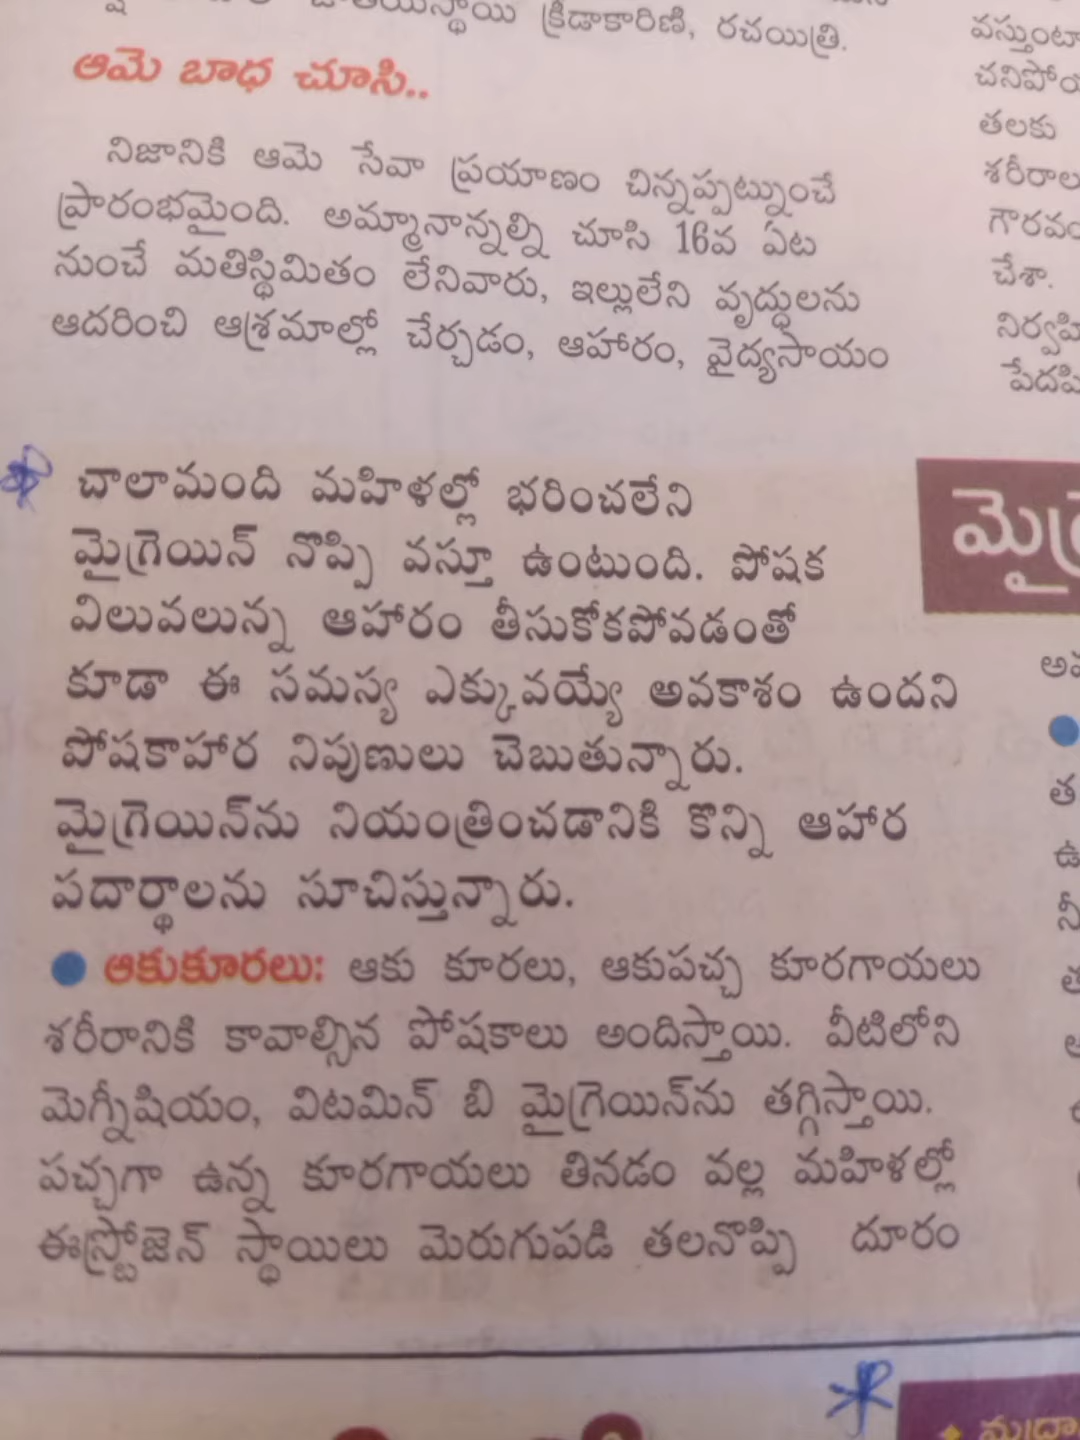 క్రీడాకారిణి, రచయిత్రి.
ఆమె బాధ చూసి..
నిజానికి ఆమె సేవా ప్రయాణం చిన్నప్పట్నుంచే
ప్రారంభమైంది. అమ్మానాన్నల్ని చూసి 16వ ఏట
నుంచే మతిస్థిమితం లేనివారు, ఇల్లులేని వృద్ధులను
ఆదరించి ఆశ్రమాల్లో చేర్చడం, ఆహారం, వైద్యసాయం
చాలామంది మహిళల్లో భరించలేని
మైగ్రెయిన్ నొప్పి వస్తూ ఉంటుంది. పోషక
విలువలున్న ఆహారం తీసుకోకపోవడంతో
కూడా ఈ సమస్య ఎక్కువయ్యే అవకాశం ఉందని
పోషకాహార నిపుణులు చెబుతున్నారు.
మైగ్రెయిన్‌ను నియంత్రించడానికి కొన్ని ఆహార
పదార్థాలను సూచిస్తున్నారు.
● ఆకుకూరలు: ఆకు కూరలు, ఆకుపచ్చ కూరగాయలు
శరీరానికి కావాల్సిన పోషకాలు అందిస్తాయి. వీటిలోని
మెగ్నీషియం, విటమిన్ బి మైగ్రెయిన్‌ను తగ్గిస్తాయి.
పచ్చగా ఉన్న కూరగాయలు తినడం వల్ల మహిళల్లో
ఈస్ట్రోజెన్ స్థాయిలు మెరుగుపడి తలనొప్పి దూరం
తలకు
చేశా.